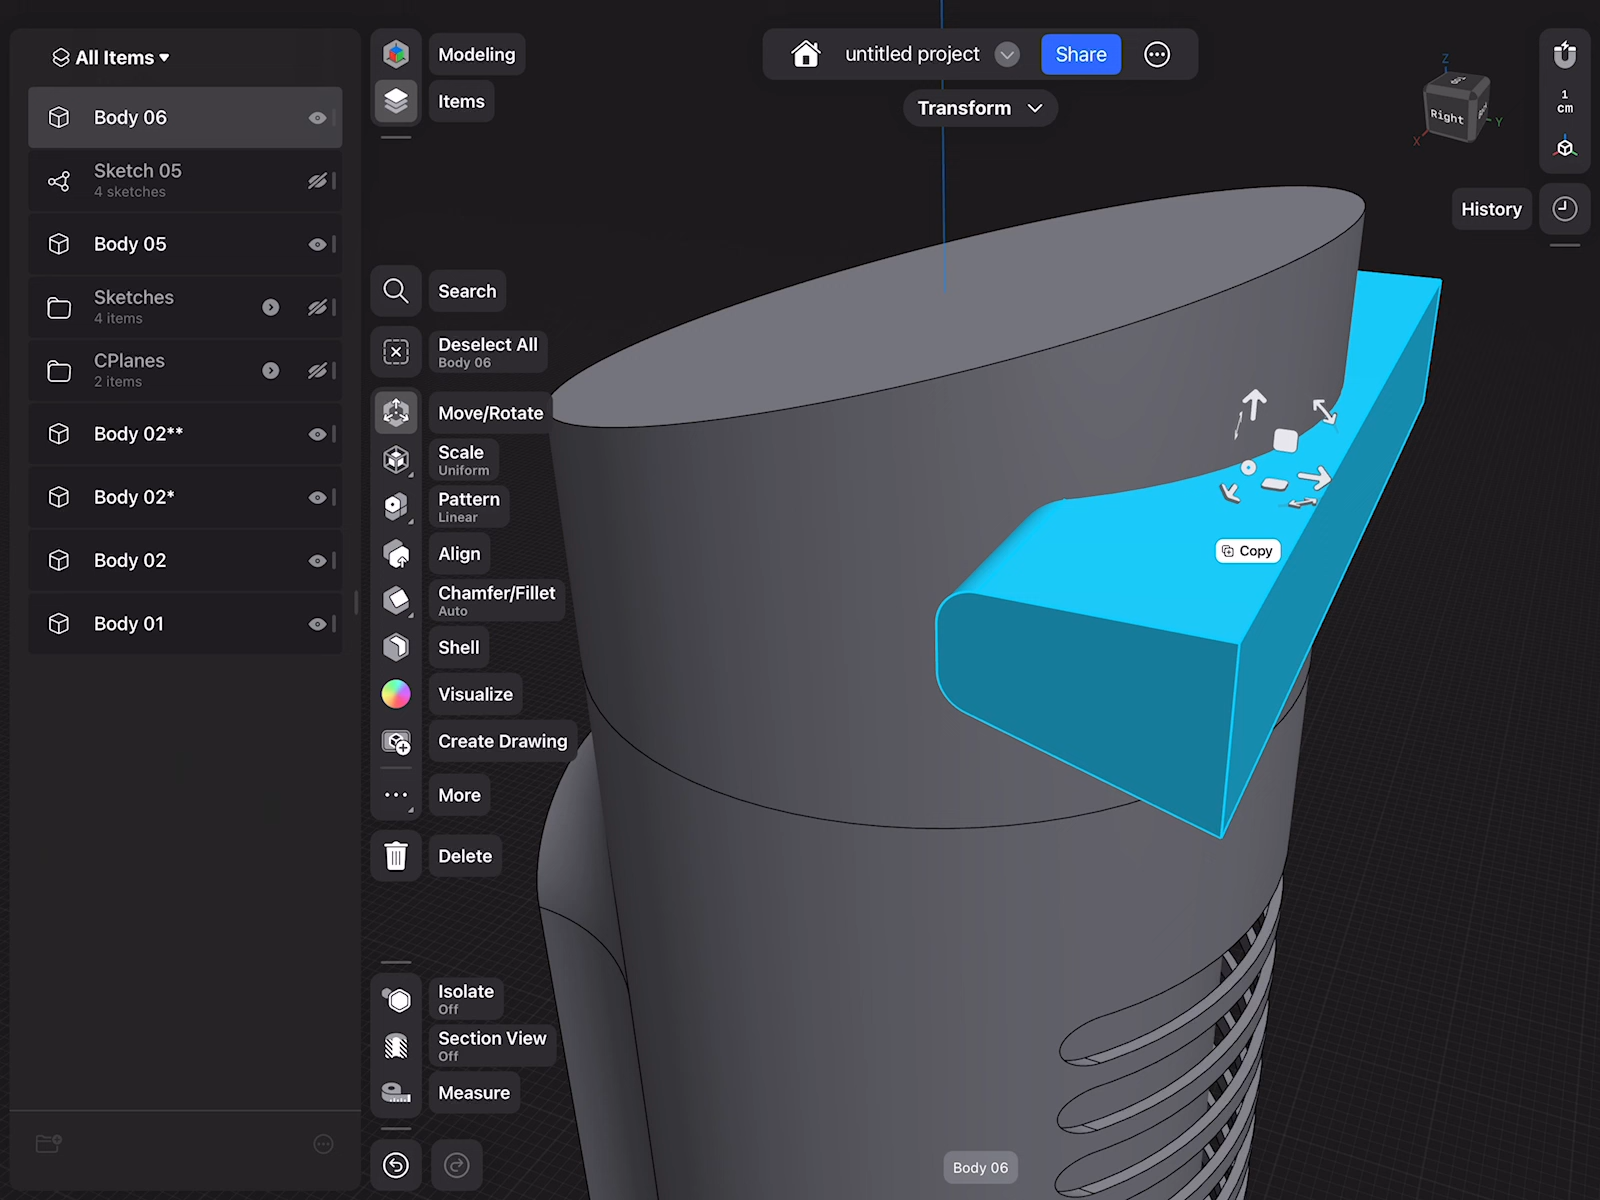 All Items
Body 06
Sketch 05
4 sketches
Body 05
Sketches
4 items
CPlanes
2 items
Body 02**
Body 02*
Body 02
Body 01
Modeling
Items
Search
Deselect All
Body 06
Move/Rotate
Scale
Uniform
Pattern
Linear
Align
Chamfer/Fillet
Auto
Shell
Visualize
Create Drawing
More
Delete
Isolate
Off
Section View
Off
Measure
untitled project
Share
Transform
Z
Right
X
Y
1
cm
History
Copy
Body 06